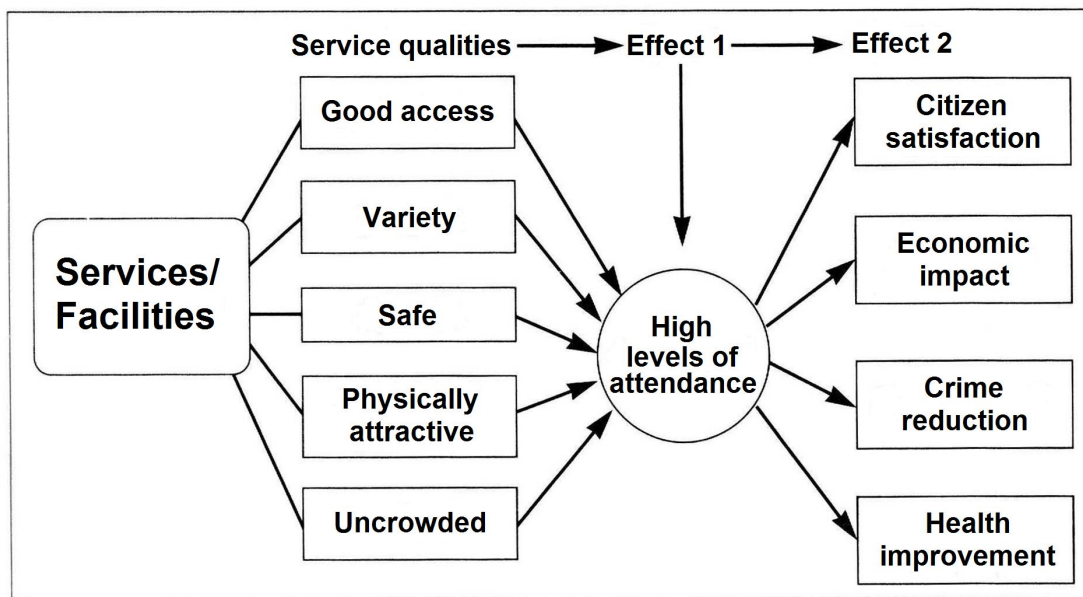 Service qualities
Effect 1
Effect 2
Services/
Facilities
Good access
Variety
Safe
Physically
attractive
Uncrowded
High
levels of
attendance
Citizen
satisfaction
Economic
impact
Crime
reduction
Health
improvement